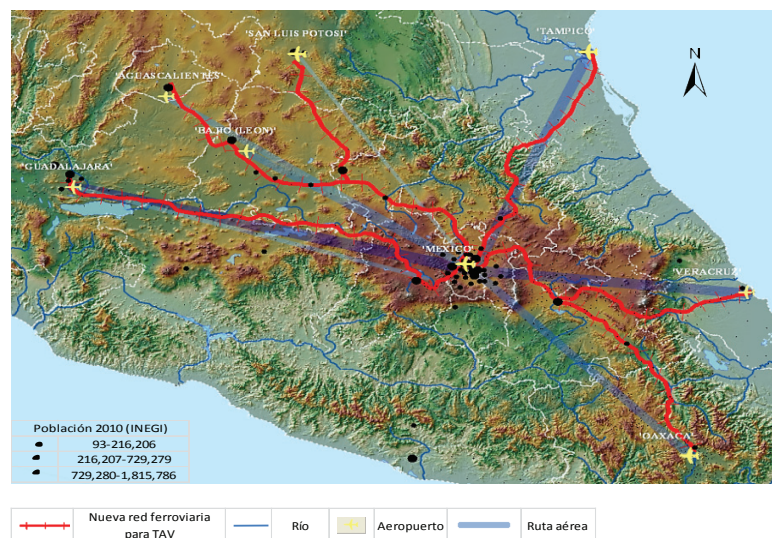 'SAN LUIS POTOSI'
'TAMPICO'
N
'AGUASCALIENTES'
'BAJIO (LEON)'
'GUADALAJARA'
'MEXICO'
'VERACRUZ'
'OAXACA'
Población 2010 (INEGI)
93-216,206
216,207-729,279
729,280-1,815,786
Nueva red ferroviaria
para TAV
Río
Aeropuerto
Ruta aérea